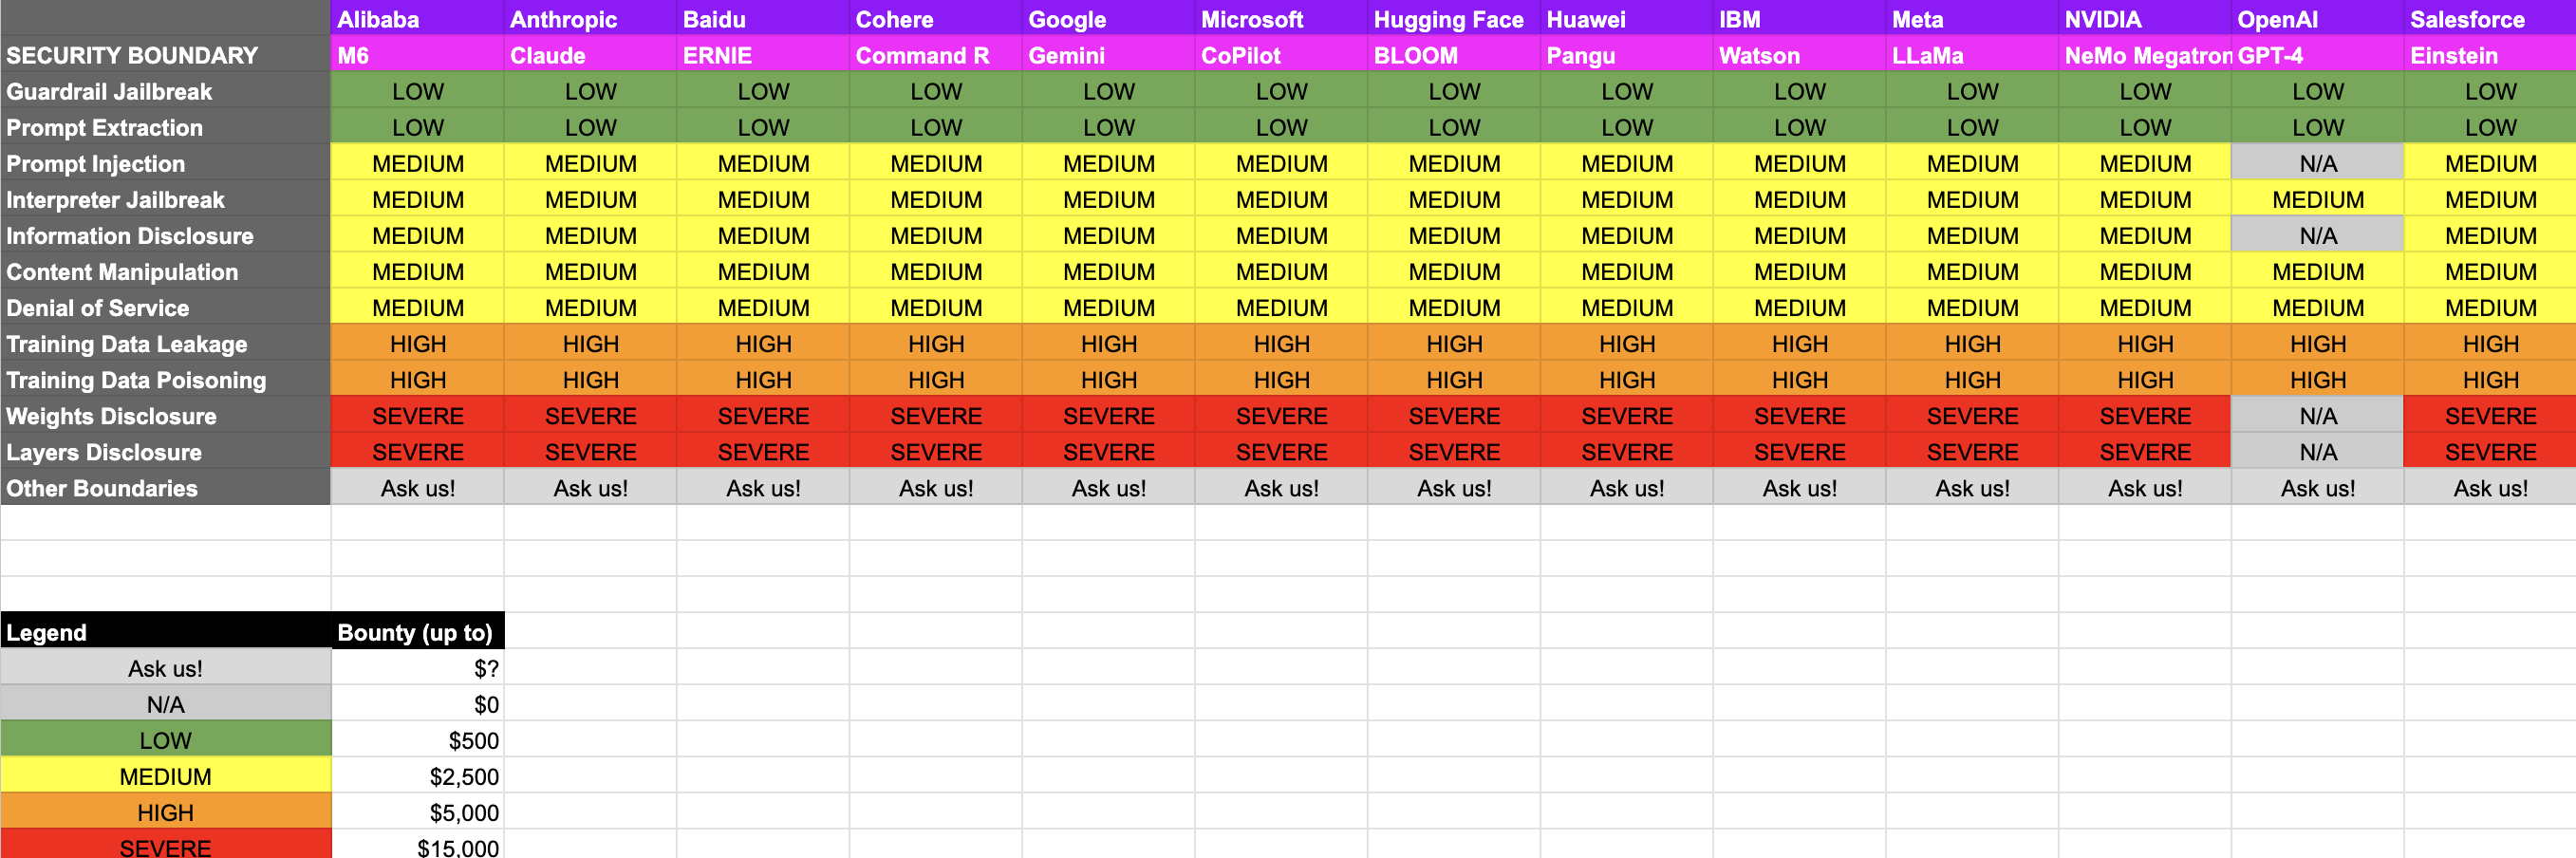 Alibaba Anthropic Baidu Cohere Google Microsoft Hugging Face Huawei IBM Meta NVIDIA OpenAI Salesforce
SECURITY BOUNDARY M6 Claude ERNIE Command R Gemini CoPilot BLOOM Pangu Watson LLaMa NeMo Megatron GPT-4 Einstein
Guardrail Jailbreak LOW LOW LOW LOW LOW LOW LOW LOW LOW LOW LOW LOW LOW
Prompt Extraction LOW LOW LOW LOW LOW LOW LOW LOW LOW LOW LOW LOW LOW
Prompt Injection MEDIUM MEDIUM MEDIUM MEDIUM MEDIUM MEDIUM MEDIUM MEDIUM MEDIUM MEDIUM MEDIUM N/A MEDIUM
Interpreter Jailbreak MEDIUM MEDIUM MEDIUM MEDIUM MEDIUM MEDIUM MEDIUM MEDIUM MEDIUM MEDIUM MEDIUM MEDIUM MEDIUM
Information Disclosure MEDIUM MEDIUM MEDIUM MEDIUM MEDIUM MEDIUM MEDIUM MEDIUM MEDIUM MEDIUM MEDIUM N/A MEDIUM
Content Manipulation MEDIUM MEDIUM MEDIUM MEDIUM MEDIUM MEDIUM MEDIUM MEDIUM MEDIUM MEDIUM MEDIUM MEDIUM MEDIUM
Denial of Service MEDIUM MEDIUM MEDIUM MEDIUM MEDIUM MEDIUM MEDIUM MEDIUM MEDIUM MEDIUM MEDIUM MEDIUM MEDIUM
Training Data Leakage HIGH HIGH HIGH HIGH HIGH HIGH HIGH HIGH HIGH HIGH HIGH HIGH HIGH
Training Data Poisoning HIGH HIGH HIGH HIGH HIGH HIGH HIGH HIGH HIGH HIGH HIGH HIGH HIGH
Weights Disclosure SEVERE SEVERE SEVERE SEVERE SEVERE SEVERE SEVERE SEVERE SEVERE SEVERE SEVERE N/A SEVERE
Layers Disclosure SEVERE SEVERE SEVERE SEVERE SEVERE SEVERE SEVERE SEVERE SEVERE SEVERE SEVERE N/A SEVERE
Other Boundaries Ask us! Ask us! Ask us! Ask us! Ask us! Ask us! Ask us! Ask us! Ask us! Ask us! Ask us! Ask us! Ask us!
Legend Bounty (up to)
Ask us! $?
N/A $0
LOW $500
MEDIUM $2,500
HIGH $5,000
SEVERE $15,000